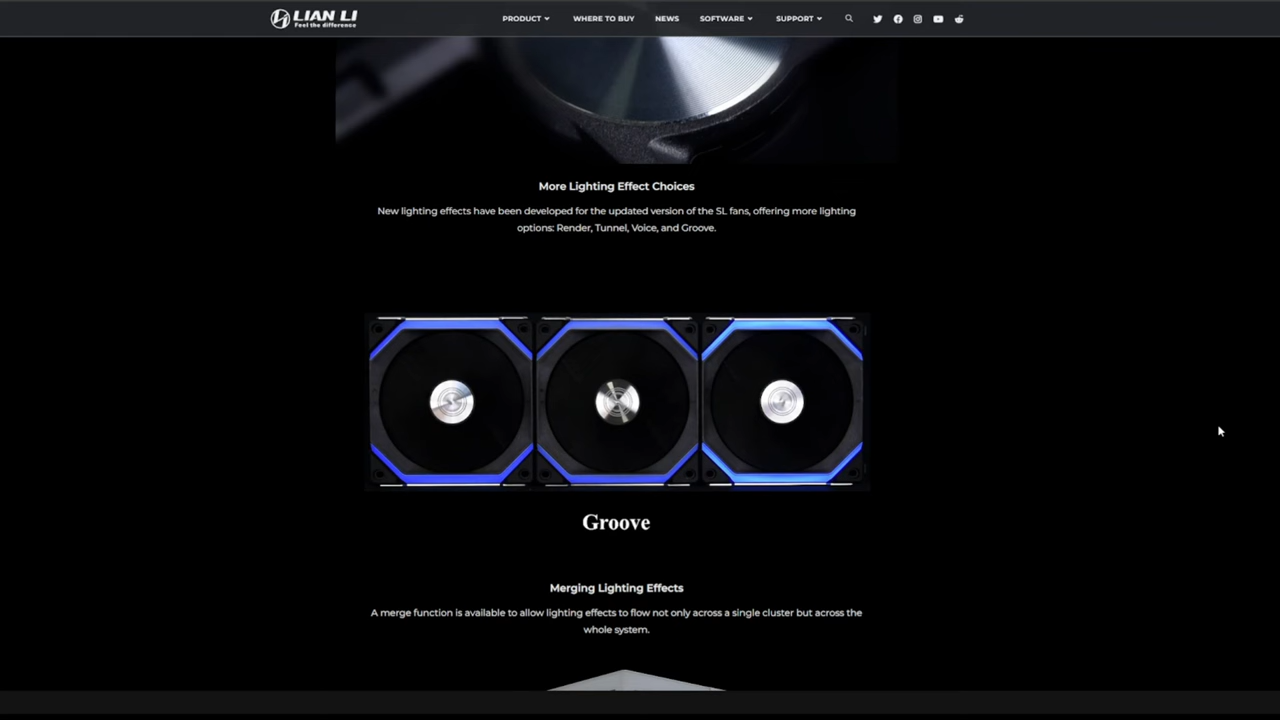 LIAN LI
Feel the difference
PRODUCT
WHERE TO BUY
NEWS
SOFTWARE
SUPPORT
More Lighting Effect Choices
New lighting effects have been developed for the updated version of the SL fans, offering more lighting
options: Render, Tunnel, Voice, and Groove.
Groove
Merging Lighting Effects
A merge function is available to allow lighting effects to flow not only across a single cluster but across the
whole system.